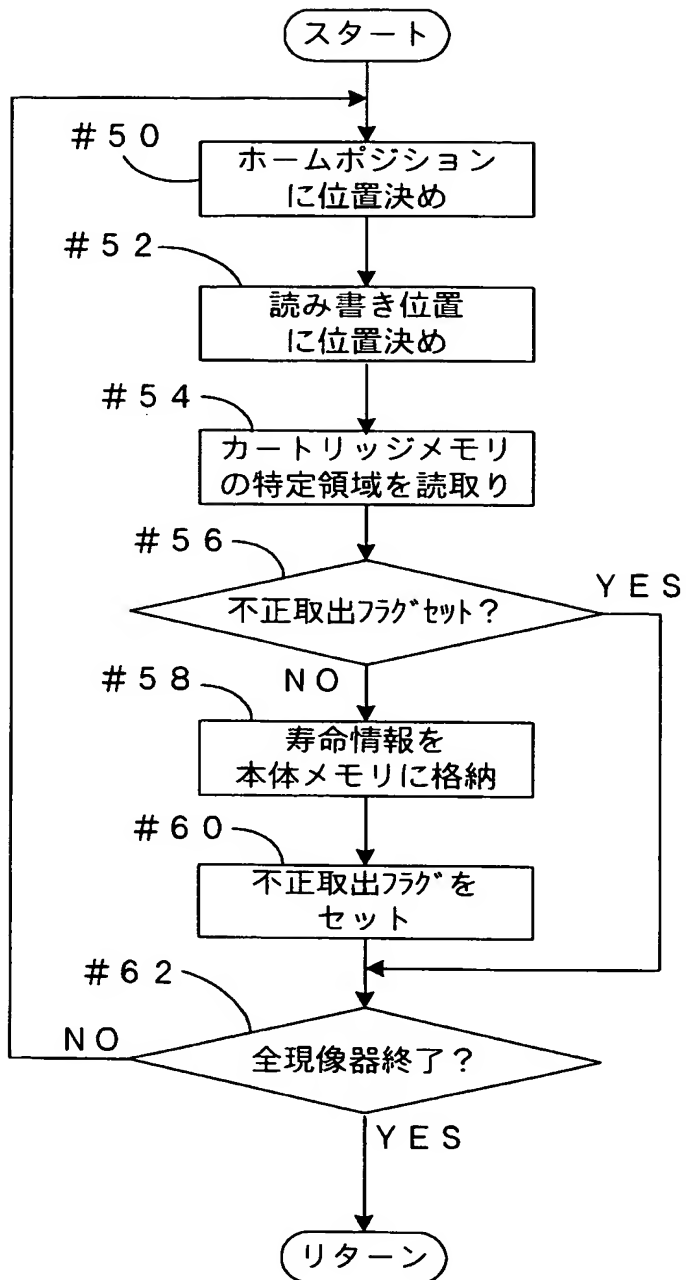 スタート
#50
ホームポジション
に位置決め
#52
読み書き位置
に位置決め
#54
カートリッジメモリ
の特定領域を読取り
#56
不正取出フラグセット?
YES
NO
#58
寿命情報を
本体メモリに格納
#60
不正取出フラグを
セット
#62
NO
全現像器終了?
YES
リターン